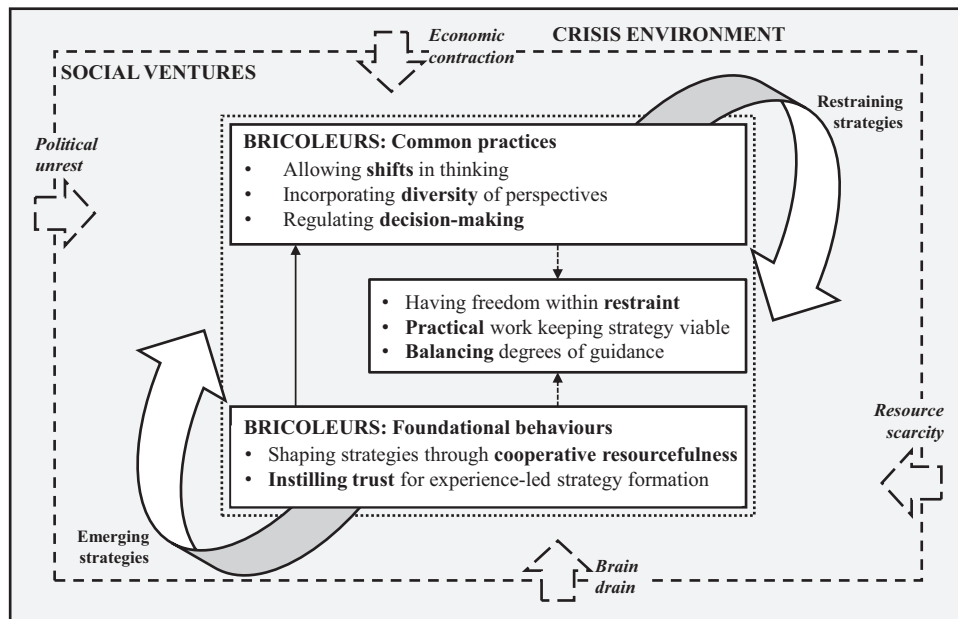 CRISIS ENVIRONMENT
Economic
contraction
SOCIAL VENTURES
Restraining
strategies
Political
unrest
BRICOLEURS: Common practices
• Allowing shifts in thinking
• Incorporating diversity of perspectives
• Regulating decision-making
• Having freedom within restraint
• Practical work keeping strategy viable
• Balancing degrees of guidance
BRICOLEURS: Foundational behaviours
• Shaping strategies through cooperative resourcefulness
• Instilling trust for experience-led strategy formation
Resource
scarcity
Emerging
strategies
Brain
drain